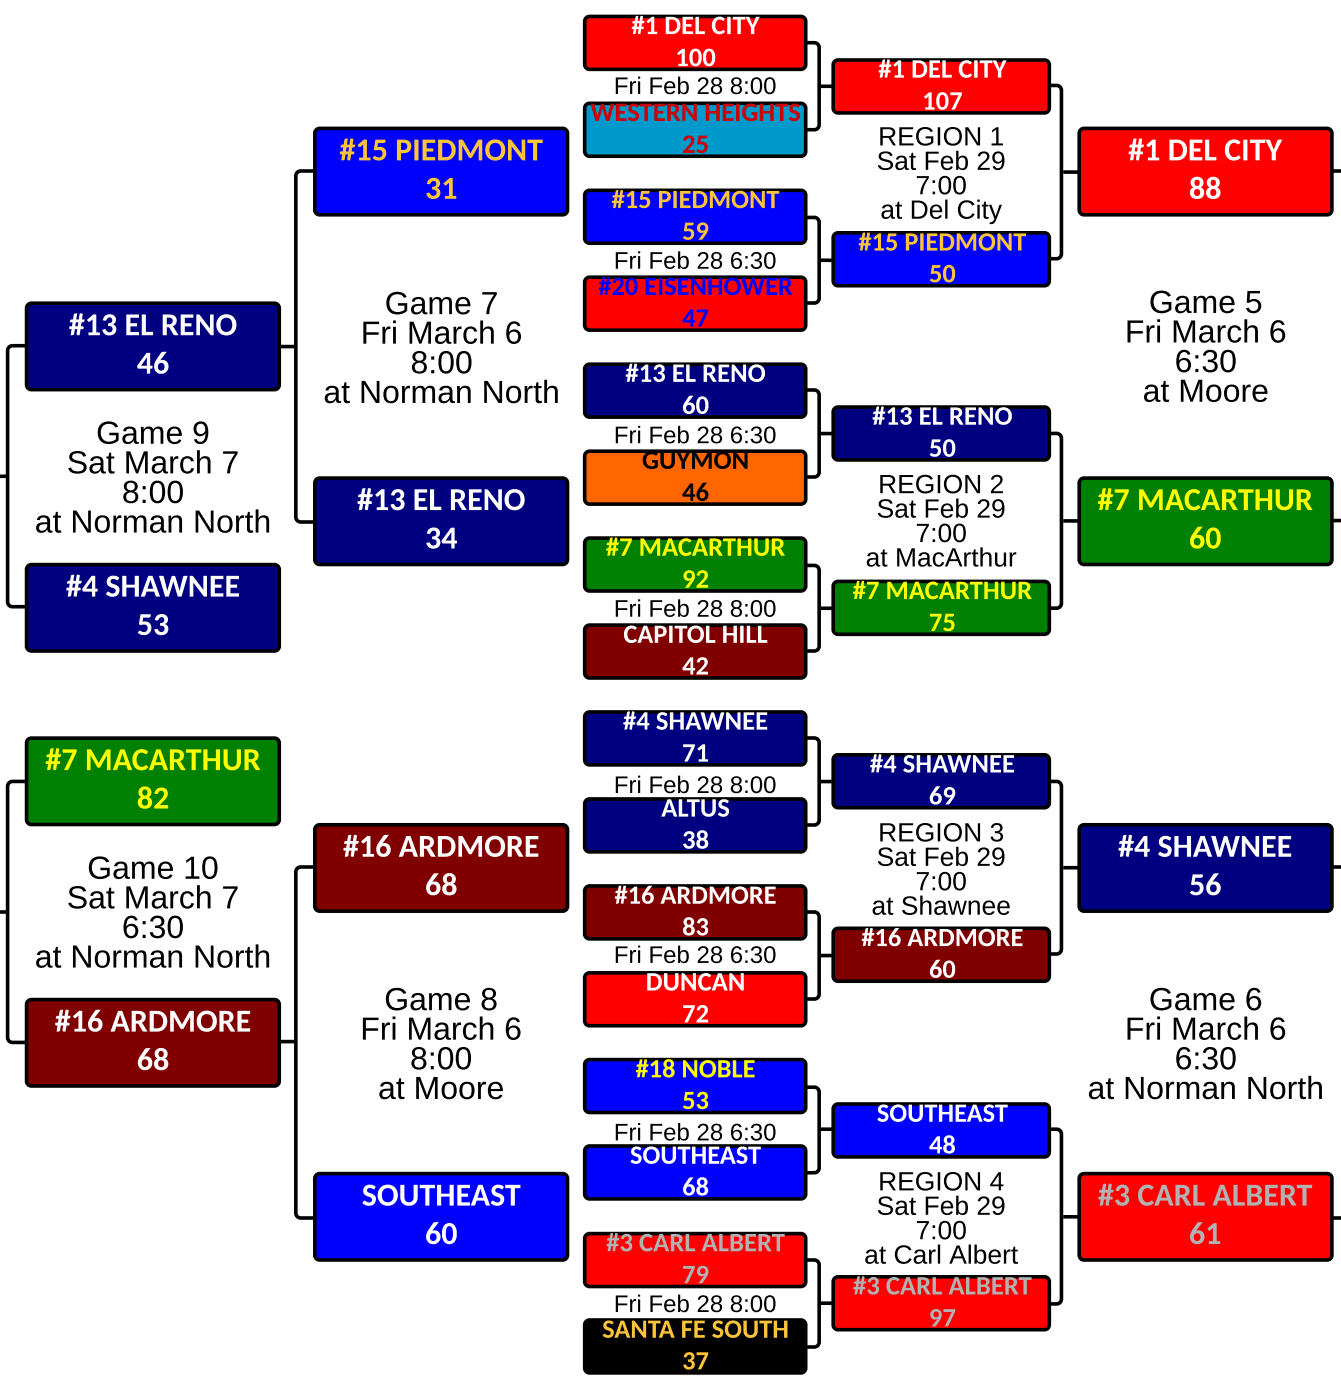 #13 EL RENO
46
Game 9
Sat March 7
8:00
at Norman North
#4 SHAWNEE
53
#7 MACARTHUR
82
Game 10
Sat March 7
6:30
at Norman North
#16 ARDMORE
68
#15 PIEDMONT
31
Game 7
Fri March 6
8:00
at Norman North
#13 EL RENO
34
#16 ARDMORE
68
Game 8
Fri March 6
8:00
at Moore
SOUTHEAST
60
#1 DEL CITY
100
Fri Feb 28 8:00
WESTERN HEIGHTS
25
#15 PIEDMONT
59
Fri Feb 28 6:30
#20 EISENHOWER
47
#13 EL RENO
60
Fri Feb 28 6:30
GUYMON
46
#7 MACARTHUR
92
Fri Feb 28 8:00
CAPITOL HILL
42
#4 SHAWNEE
71
Fri Feb 28 8:00
ALTUS
38
#16 ARDMORE
83
Fri Feb 28 6:30
DUNCAN
72
#18 NOBLE
53
Fri Feb 28 6:30
SOUTHEAST
68
#3 CARL ALBERT
79
Fri Feb 28 8:00
SANTA FE SOUTH
37
#1 DEL CITY
107
REGION 1
Sat Feb 29
7:00
at Del City
#15 PIEDMONT
50
#13 EL RENO
50
REGION 2
Sat Feb 29
7:00
at MacArthur
#7 MACARTHUR
75
#4 SHAWNEE
69
REGION 3
Sat Feb 29
7:00
at Shawnee
#16 ARDMORE
60
SOUTHEAST
48
REGION 4
Sat Feb 29
7:00
at Carl Albert
#3 CARL ALBERT
97
#1 DEL CITY
88
Game 5
Fri March 6
6:30
at Moore
#7 MACARTHUR
60
#4 SHAWNEE
56
Game 6
Fri March 6
6:30
at Norman North
#3 CARL ALBERT
61